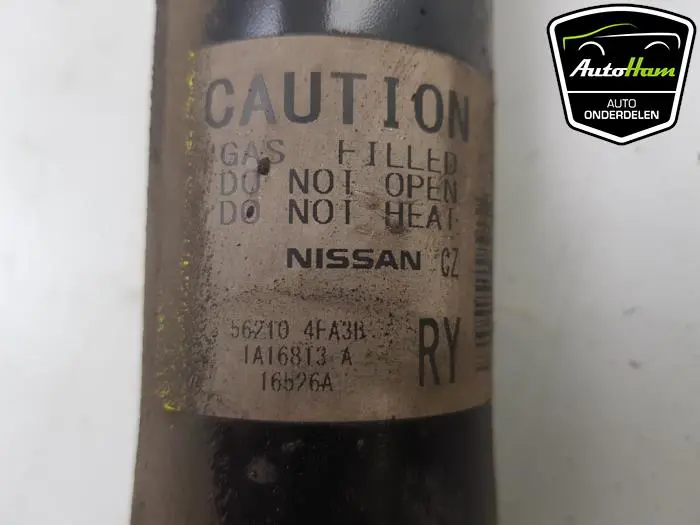 AutoHam
AUTO
ONDERDELEN
CAUTION
GAS FILLED
DO NOT OPEN
DO NOT HEAT
NISSAN CZ
56210 4FA3B
1A16813 A
16526A
RY